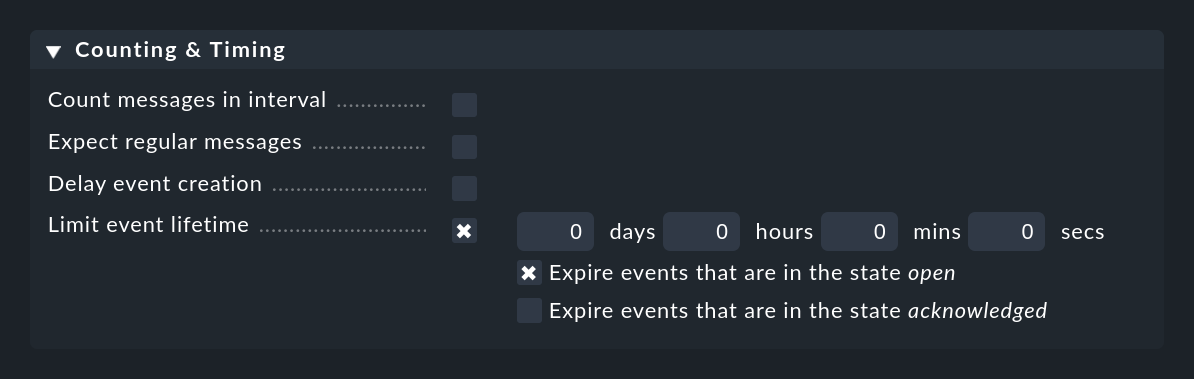 Counting & Timing
Count messages in interval
Expect regular messages
Delay event creation
Limit event lifetime 0 days 0 hours 0 mins 0 secs
Expire events that are in the state open
Expire events that are in the state acknowledged